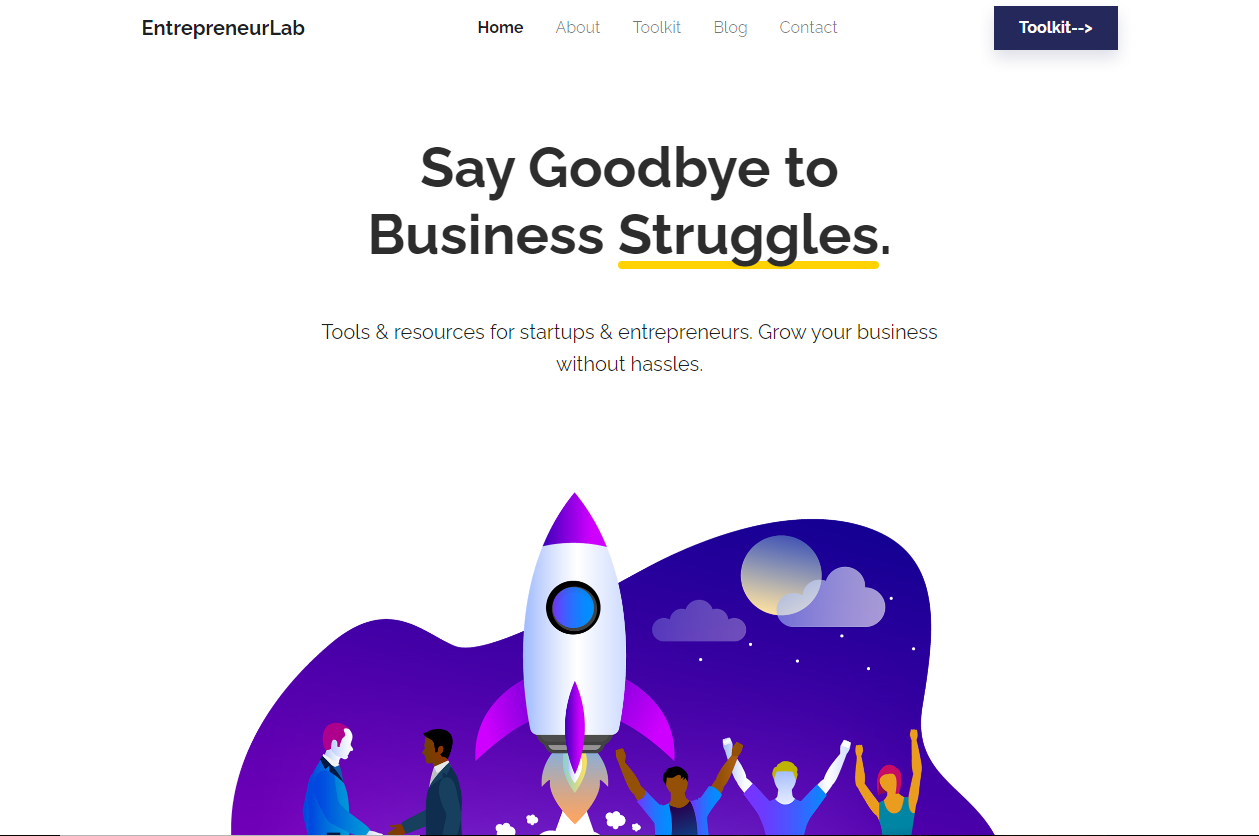 EntrepreneurLab
Home About Toolkit Blog Contact
Toolkit-->
Say Goodbye to
Business Struggles.
Tools & resources for startups & entrepreneurs. Grow your business
without hassles.